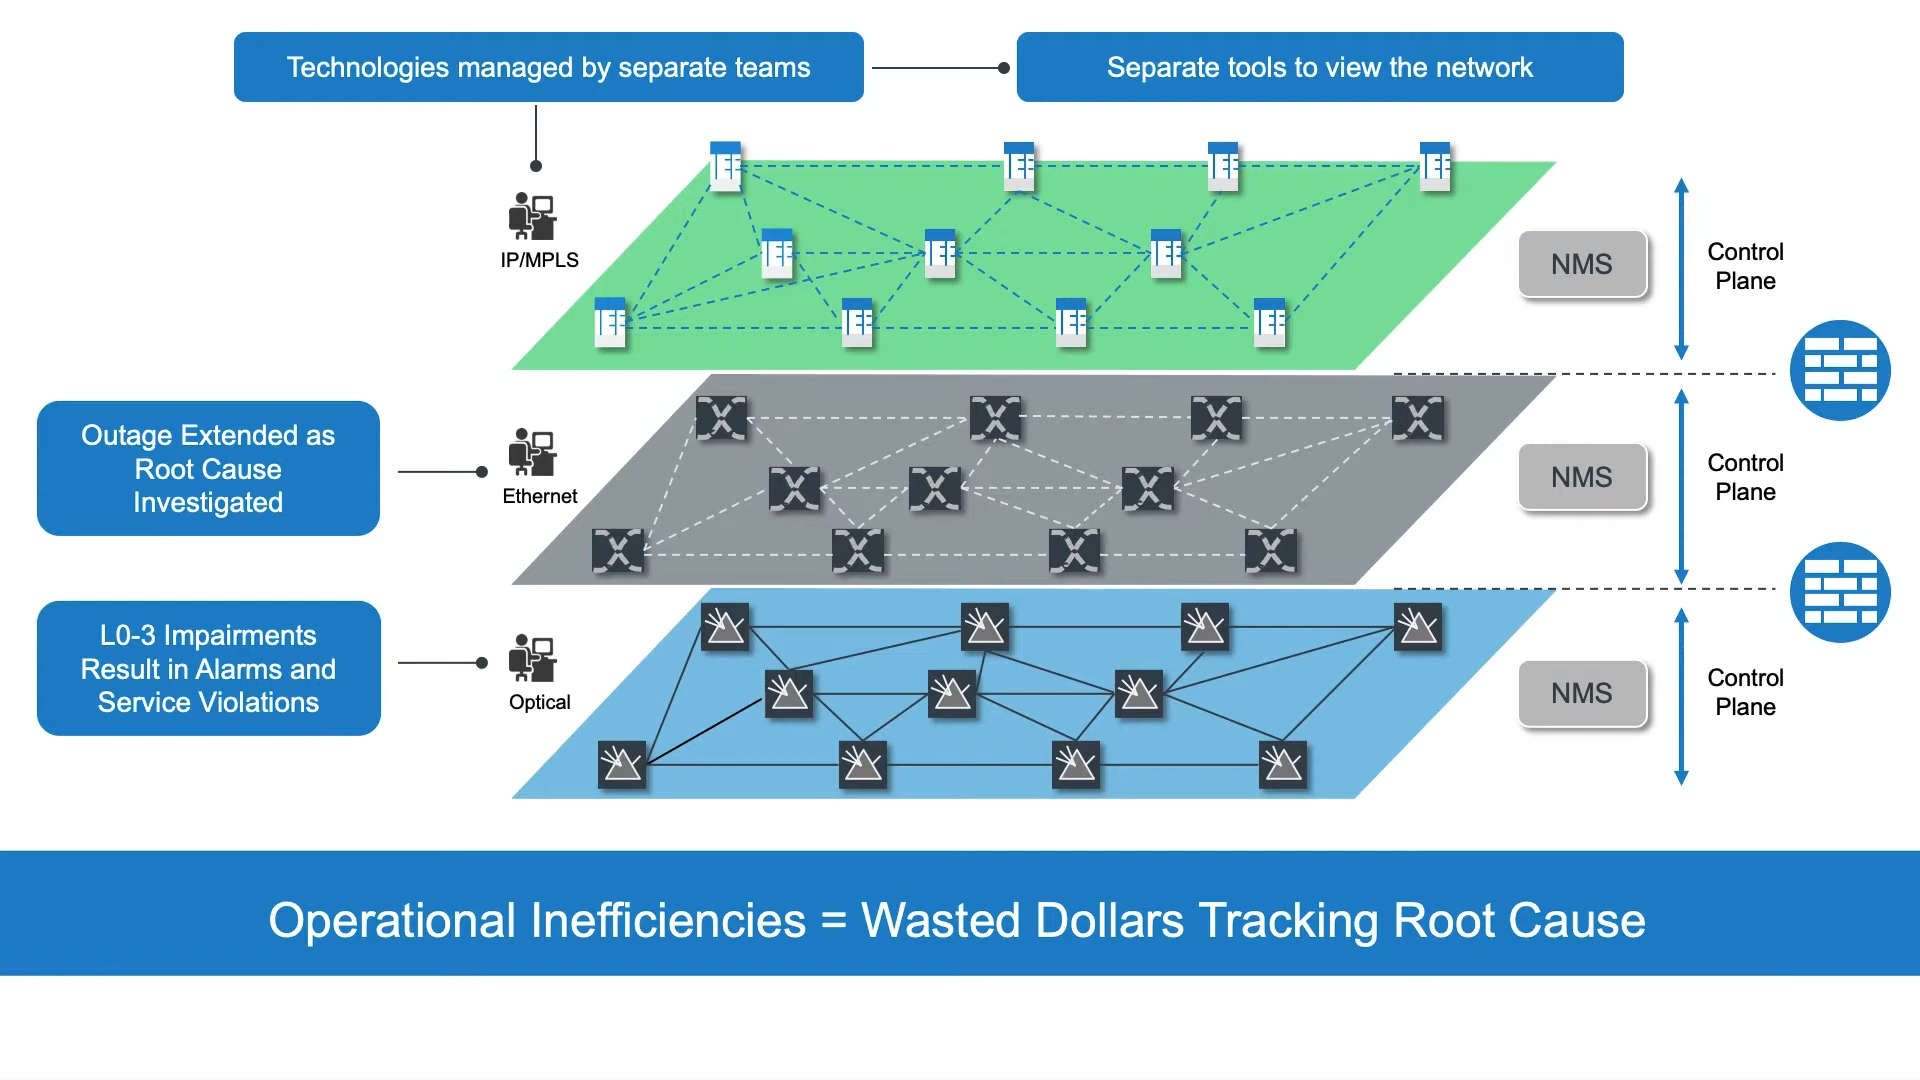 Technologies managed by separate teams
Separate tools to view the network
IP/MPLS
NMS
Control
Plane
Outage Extended as
Root Cause
Investigated
Ethernet
NMS
Control
Plane
L0-3 Impairments
Result in Alarms and
Service Violations
Optical
NMS
Control
Plane
Operational Inefficiencies = Wasted Dollars Tracking Root Cause